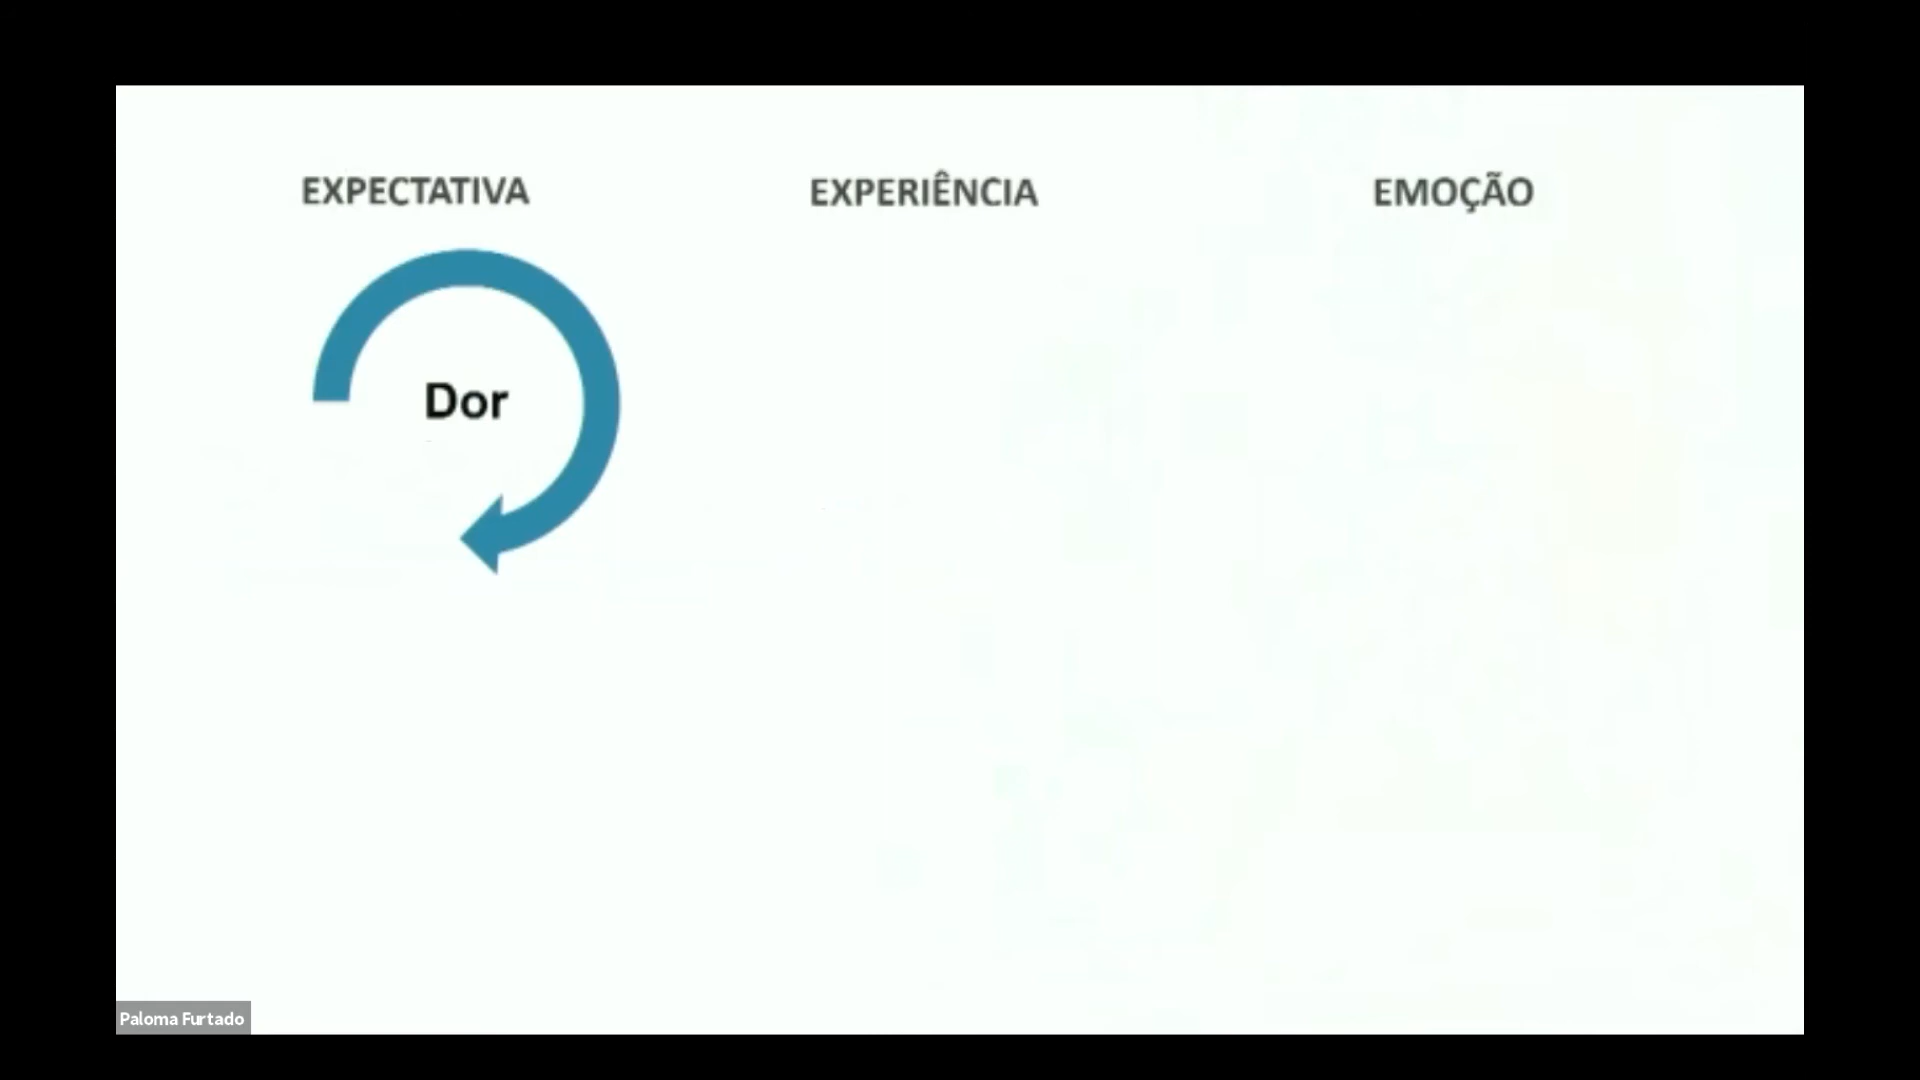 EXPECTATIVA
EXPERIÊNCIA
EMOÇÃO
Dor
Paloma Furtado